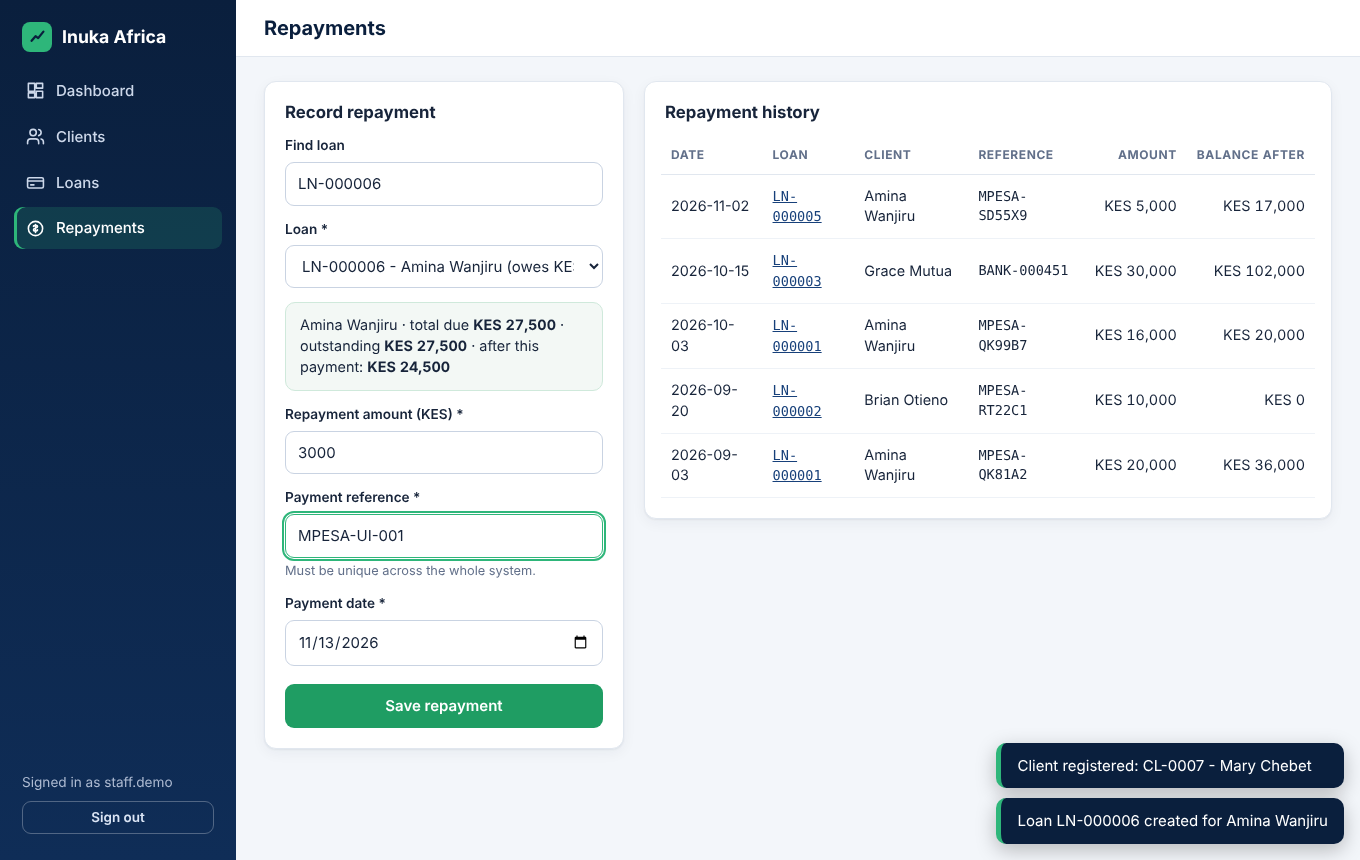 Inuka Africa
Dashboard
Clients
Loans
Repayments
Signed in as staff.demo
Sign out
Repayments
Record repayment
Find loan
LN-000006
Loan *
LN-000006 - Amina Wanjiru (owes KE
Amina Wanjiru · total due KES 27,500 ·
outstanding KES 27,500 · after this
payment: KES 24,500
Repayment amount (KES) *
3000
Payment reference *
MPESA-UI-001
Must be unique across the whole system.
Payment date *
11/13/2026
Save repayment
Repayment history
DATE LOAN CLIENT REFERENCE AMOUNT BALANCE AFTER
2026-11-02 LN-000005 Amina Wanjiru MPESA-SD55X9 KES 5,000 KES 17,000
2026-10-15 LN-000003 Grace Mutua BANK-000451 KES 30,000 KES 102,000
2026-10-03 LN-000001 Amina Wanjiru MPESA-QK99B7 KES 16,000 KES 20,000
2026-09-20 LN-000002 Brian Otieno MPESA-RT22C1 KES 10,000 KES 0
2026-09-03 LN-000001 Amina Wanjiru MPESA-QK81A2 KES 20,000 KES 36,000
Client registered: CL-0007 - Mary Chebet
Loan LN-000006 created for Amina Wanjiru